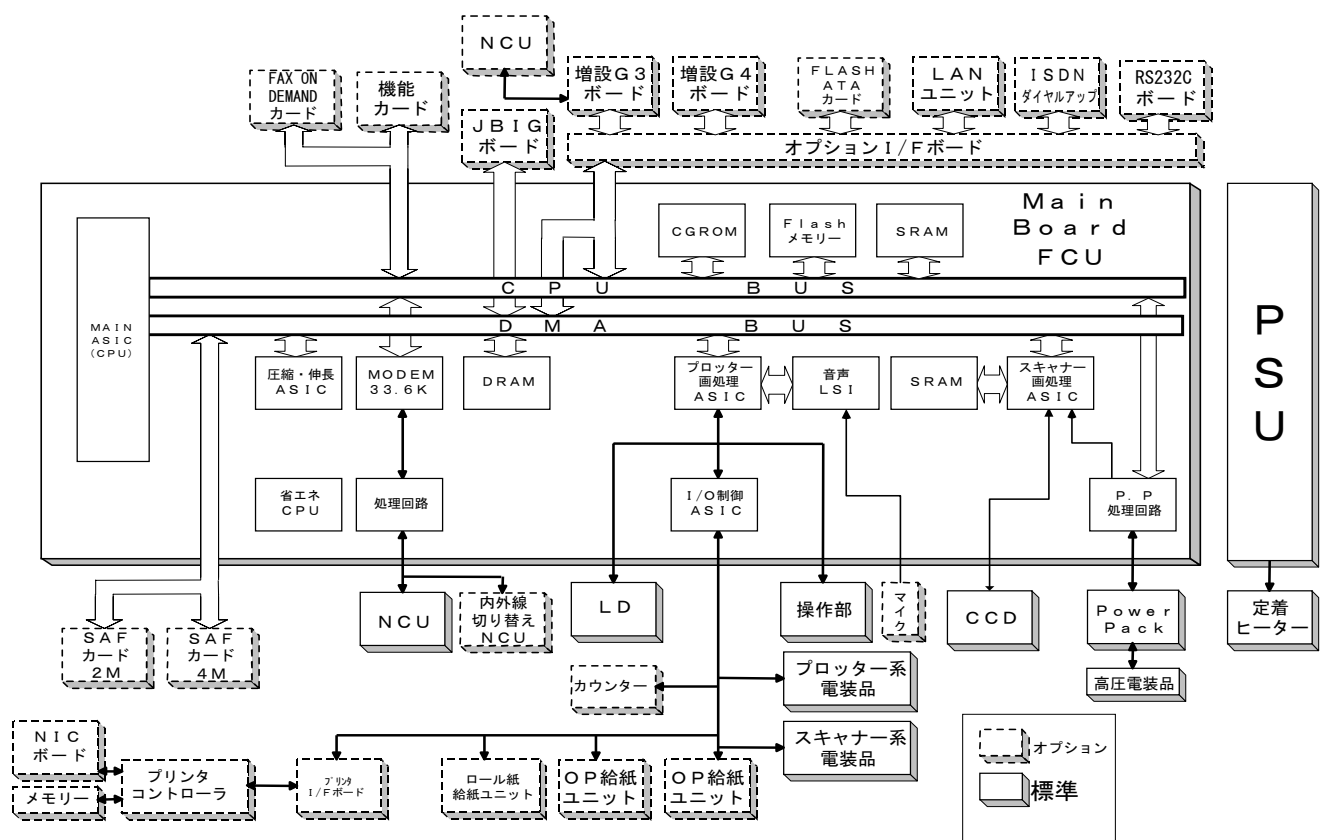 NCU
FAX ON
DEMAND
カード
機能
カード
増設G3
ボード
増設G4
ボード
FLASH
ATA
カード
LAN
ユニット
ISDN
ダイヤルアップ
RS232C
ボード
JBIG
ボード
オプションI/Fボード
Main
Board
FCU
CGROM
Flash
メモリー
SRAM
CPU BUS
DMA BUS
MAIN
ASIC
(CPU)
圧縮・伸長
ASIC
MODEM
33.6K
DRAM
プロッター
画処理
ASIC
音声
LSI
SRAM
スキャナー
画処理
ASIC
PSU
省エネ
CPU
処理回路
I/O制御
ASIC
P.P
処理回路
NCU
内外線
切り替え
NCU
LD
操作部
マイク
CCD
Power
Pack
定着
ヒーター
SAF
カード
2M
SAF
カード
4M
カウンター
プロッター系
電装品
高圧電装品
スキャナー系
電装品
NIC
ボード
メモリー
プリンタ
コントローラ
プリンタ
I/Fボード
ロール紙
給紙ユニット
OP給紙
ユニット
OP給紙
ユニット
オプション
標準